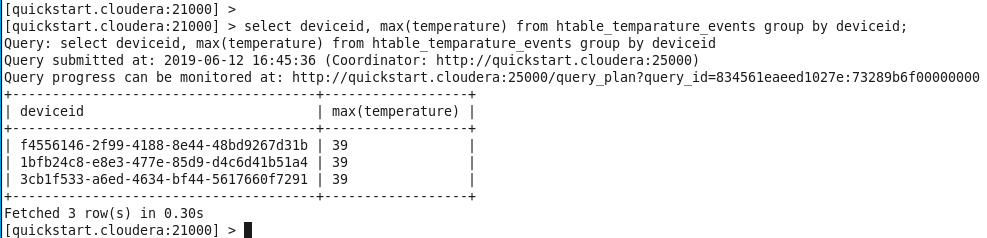 [quickstart.cloudera:21000] >
[quickstart.cloudera:21000] > select deviceid, max(temperature) from htable_temparature_events group by deviceid;
Query: select deviceid, max(temperature) from htable_temparature_events group by deviceid
Query submitted at: 2019-06-12 16:45:36 (Coordinator: http://quickstart.cloudera:25000)
Query progress can be monitored at: http://quickstart.cloudera:25000/query_plan?query_id=834561eaeed1027e:73289b6f00000000
+--------------------------------------+------------------+
| deviceid                             | max(temperature) |
+--------------------------------------+------------------+
| f4556146-2f99-4188-8e44-48bd9267d31b | 39               |
| 1bfb24c8-e8e3-477e-85d9-d4c6d41b51a4 | 39               |
| 3cb1f533-a6ed-4634-bf44-5617660f7291 | 39               |
+--------------------------------------+------------------+
Fetched 3 row(s) in 0.30s
[quickstart.cloudera:21000] >